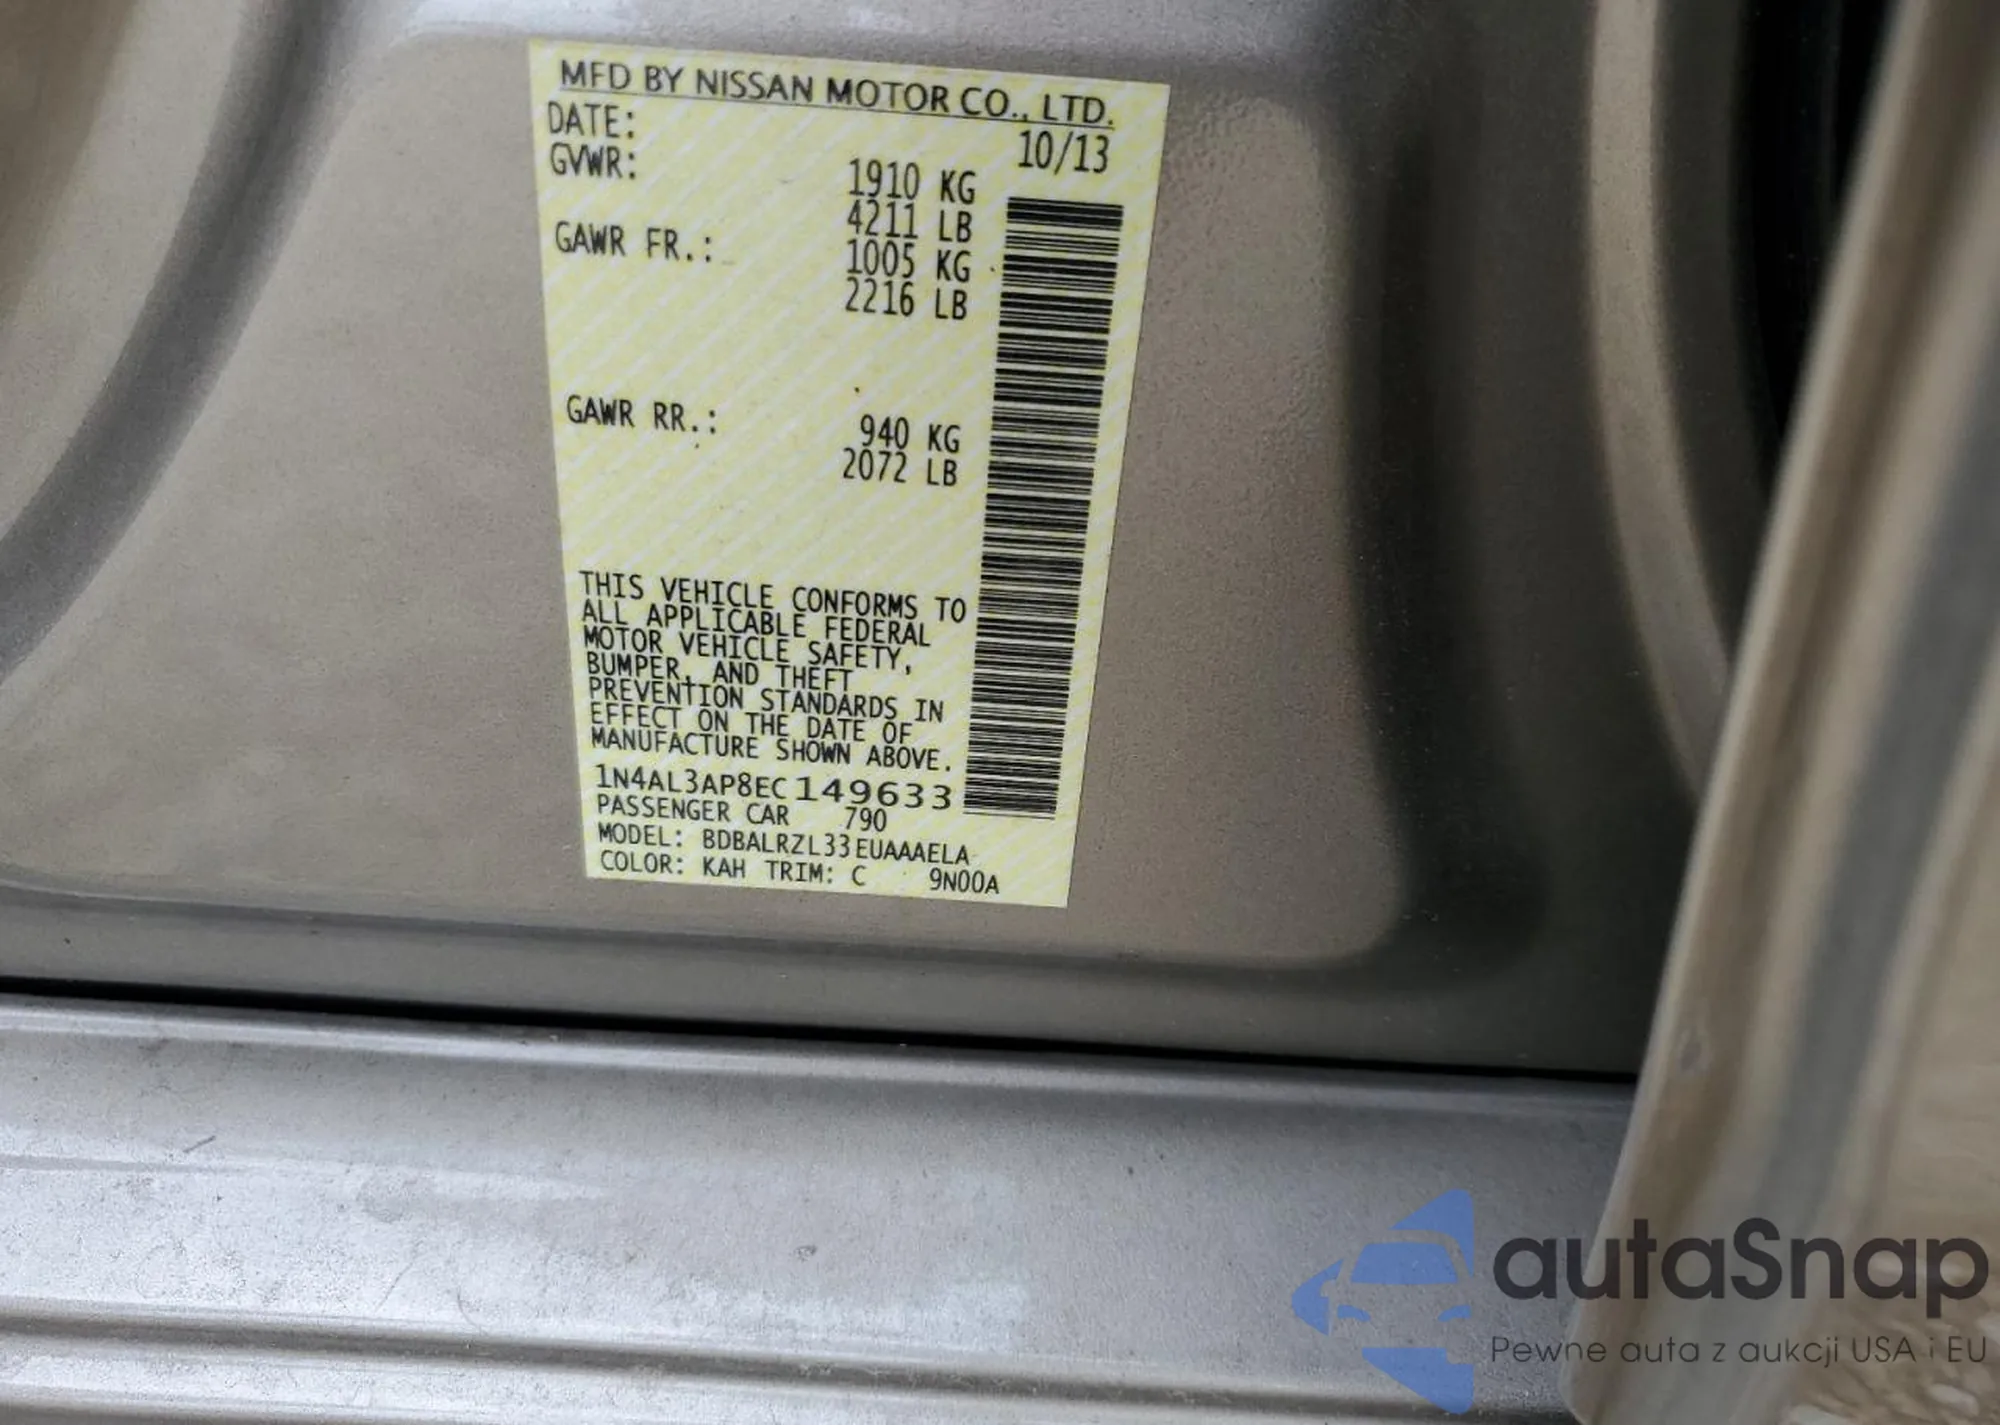 MFD BY NISSAN MOTOR CO., LTD.
DATE: 10/13
GVWR: 1910 KG
4211 LB
GAWR FR.: 1005 KG
2216 LB
GAWR RR.: 940 KG
2072 LB
THIS VEHICLE CONFORMS TO
ALL APPLICABLE FEDERAL
MOTOR VEHICLE SAFETY,
BUMPER, AND THEFT
PREVENTION STANDARDS IN
EFFECT ON THE DATE OF
MANUFACTURE SHOWN ABOVE.
1N4AL3AP8EC149633
PASSENGER CAR 790
MODEL: BDBALRZL33EUAAAELA
COLOR: KAH TRIM: C 9N00A
autaSnap
Pewne auta z aukcji USA i EU